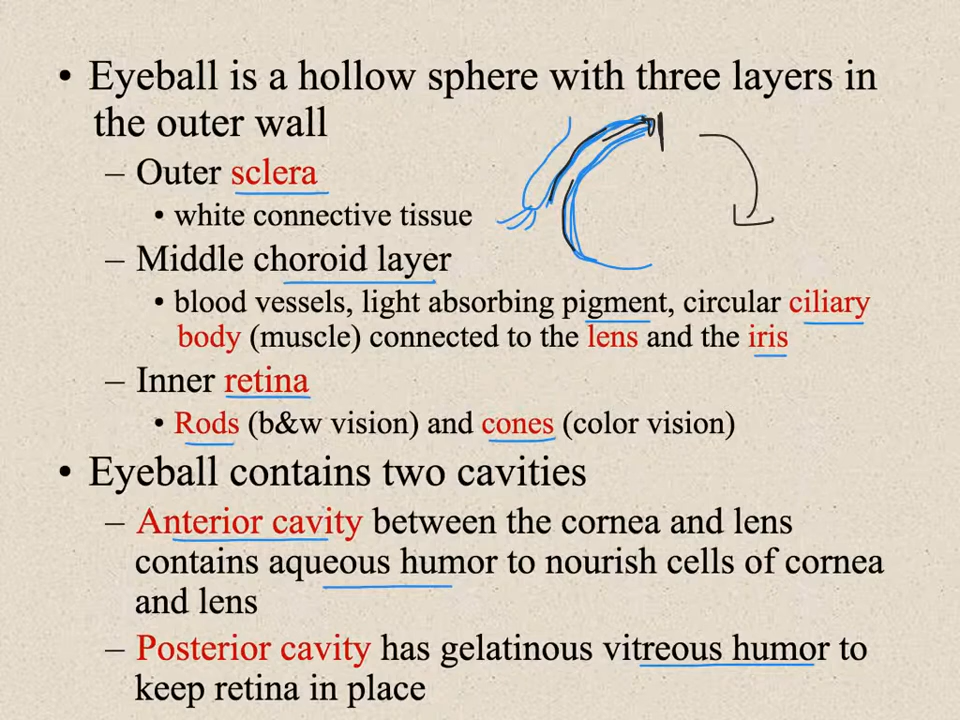 • Eyeball is a hollow sphere with three layers in
the outer wall
– Outer sclera
• white connective tissue
– Middle choroid layer
• blood vessels, light absorbing pigment, circular ciliary
body (muscle) connected to the lens and the iris
– Inner retina
• Rods (b&w vision) and cones (color vision)
• Eyeball contains two cavities
– Anterior cavity between the cornea and lens
contains aqueous humor to nourish cells of cornea
and lens
– Posterior cavity has gelatinous vitreous humor to
keep retina in place